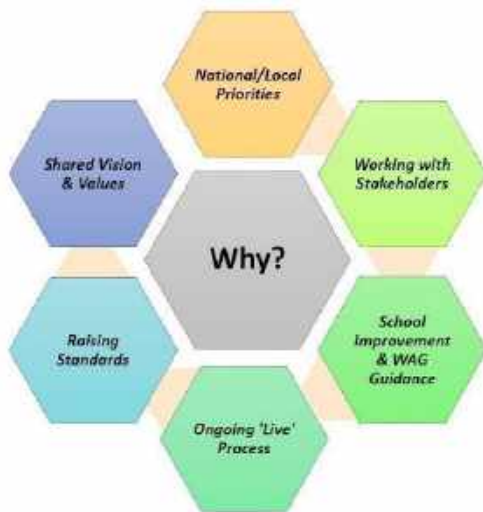 National/Local
Priorities
Shared Vision
& Values
Working with
Stakeholders
Why?
Raising
Standards
School
Improvement
& WAG
Guidance
Ongoing 'Live'
Process